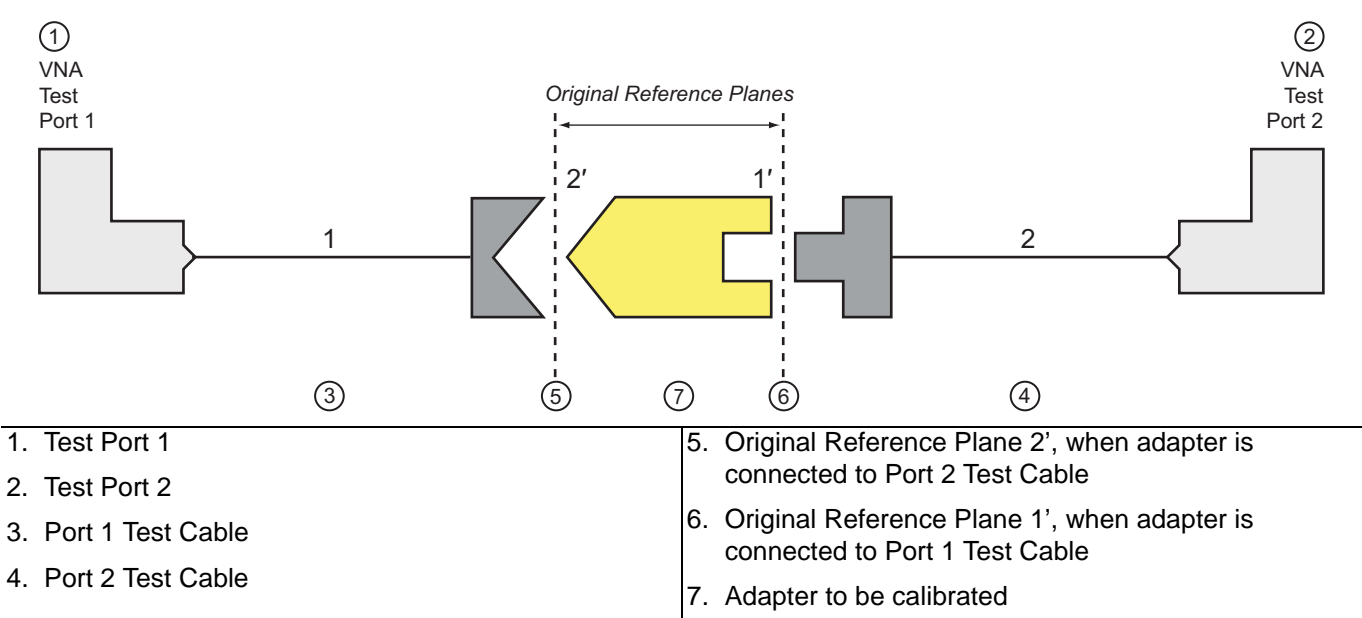 ① ②
VNA VNA
Test Test
Port 1 Port 2
Original Reference Planes
2′ 1′
1 2
③ ⑤ ⑦ ⑥ ④
1. Test Port 1
2. Test Port 2
3. Port 1 Test Cable
4. Port 2 Test Cable
5. Original Reference Plane 2’, when adapter is
connected to Port 2 Test Cable
6. Original Reference Plane 1’, when adapter is
connected to Port 1 Test Cable
7. Adapter to be calibrated